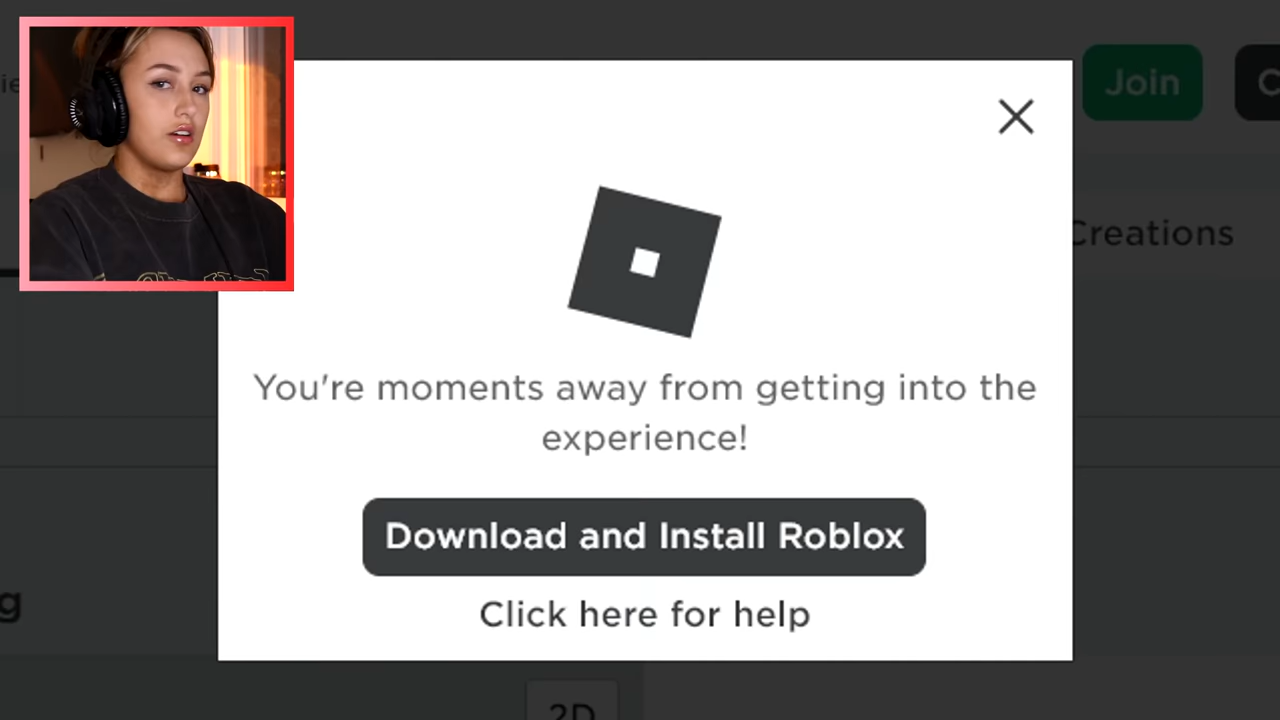 Join
C
Creations
You're moments away from getting into the
experience!
Download and Install Roblox
Click here for help
g
2D